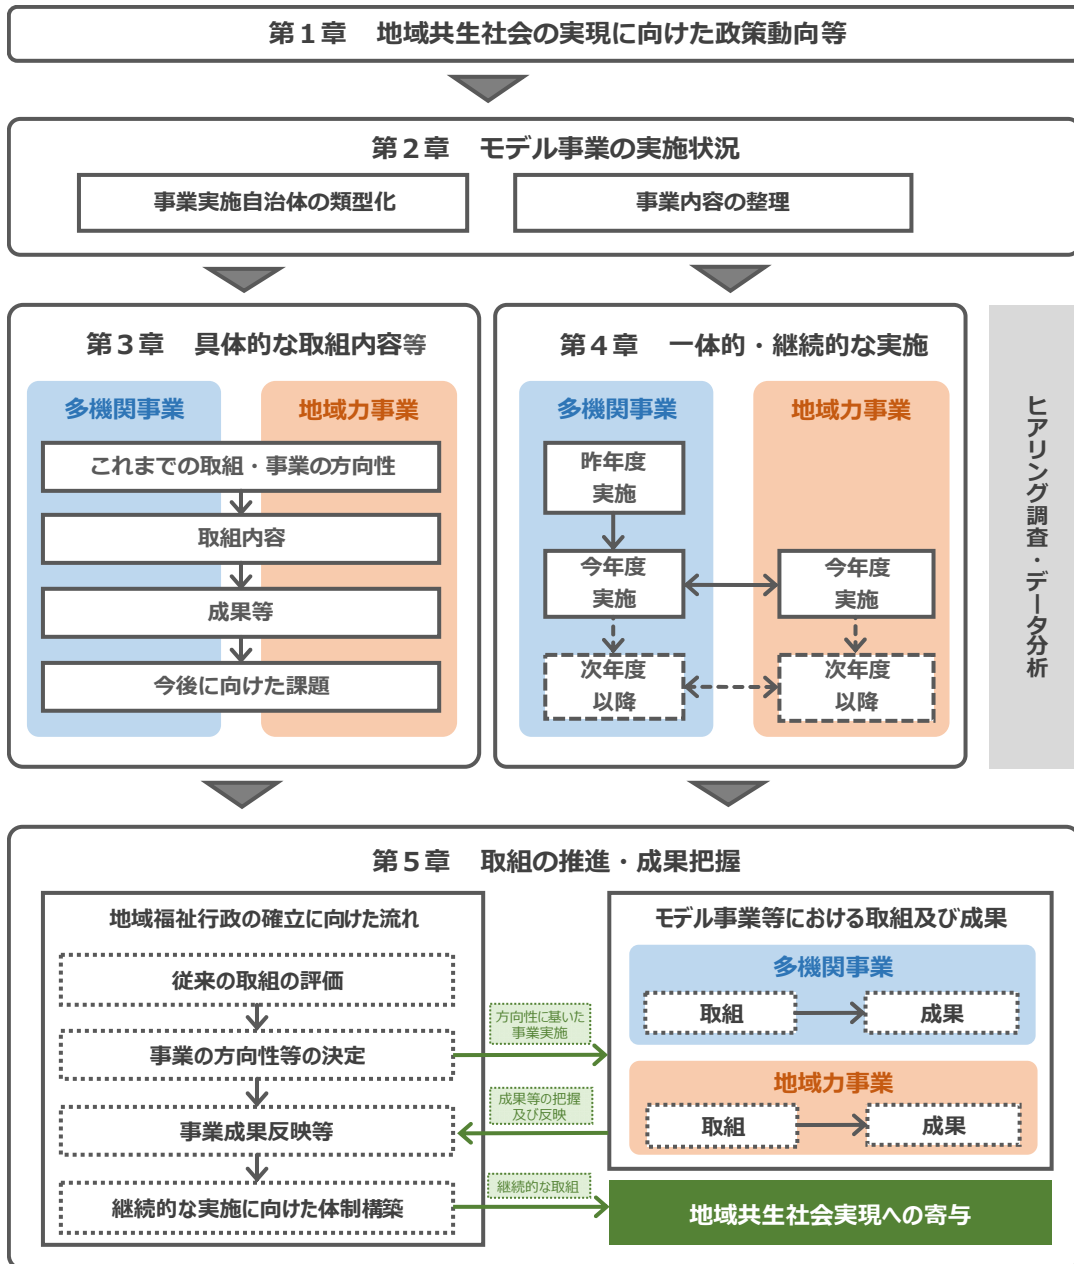 第１章　地域共生社会の実現に向けた政策動向等
第２章　モデル事業の実施状況
事業実施自治体の類型化
事業内容の整理
第３章　具体的な取組内容等
多機関事業
地域力事業
これまでの取組・事業の方向性
取組内容
成果等
今後に向けた課題
第４章　一体的・継続的な実施
多機関事業
地域力事業
昨年度
実施
今年度
実施
今年度
実施
次年度
以降
次年度
以降
ヒアリング調査・データ分析
第５章　取組の推進・成果把握
地域福祉行政の確立に向けた流れ
従来の取組の評価
事業の方向性等の決定
事業成果反映等
継続的な実施に向けた体制構築
方向性に基いた
事業実施
成果等の把握
及び反映
継続的な取組
モデル事業等における取組及び成果
多機関事業
取組
成果
地域力事業
取組
成果
地域共生社会実現への寄与